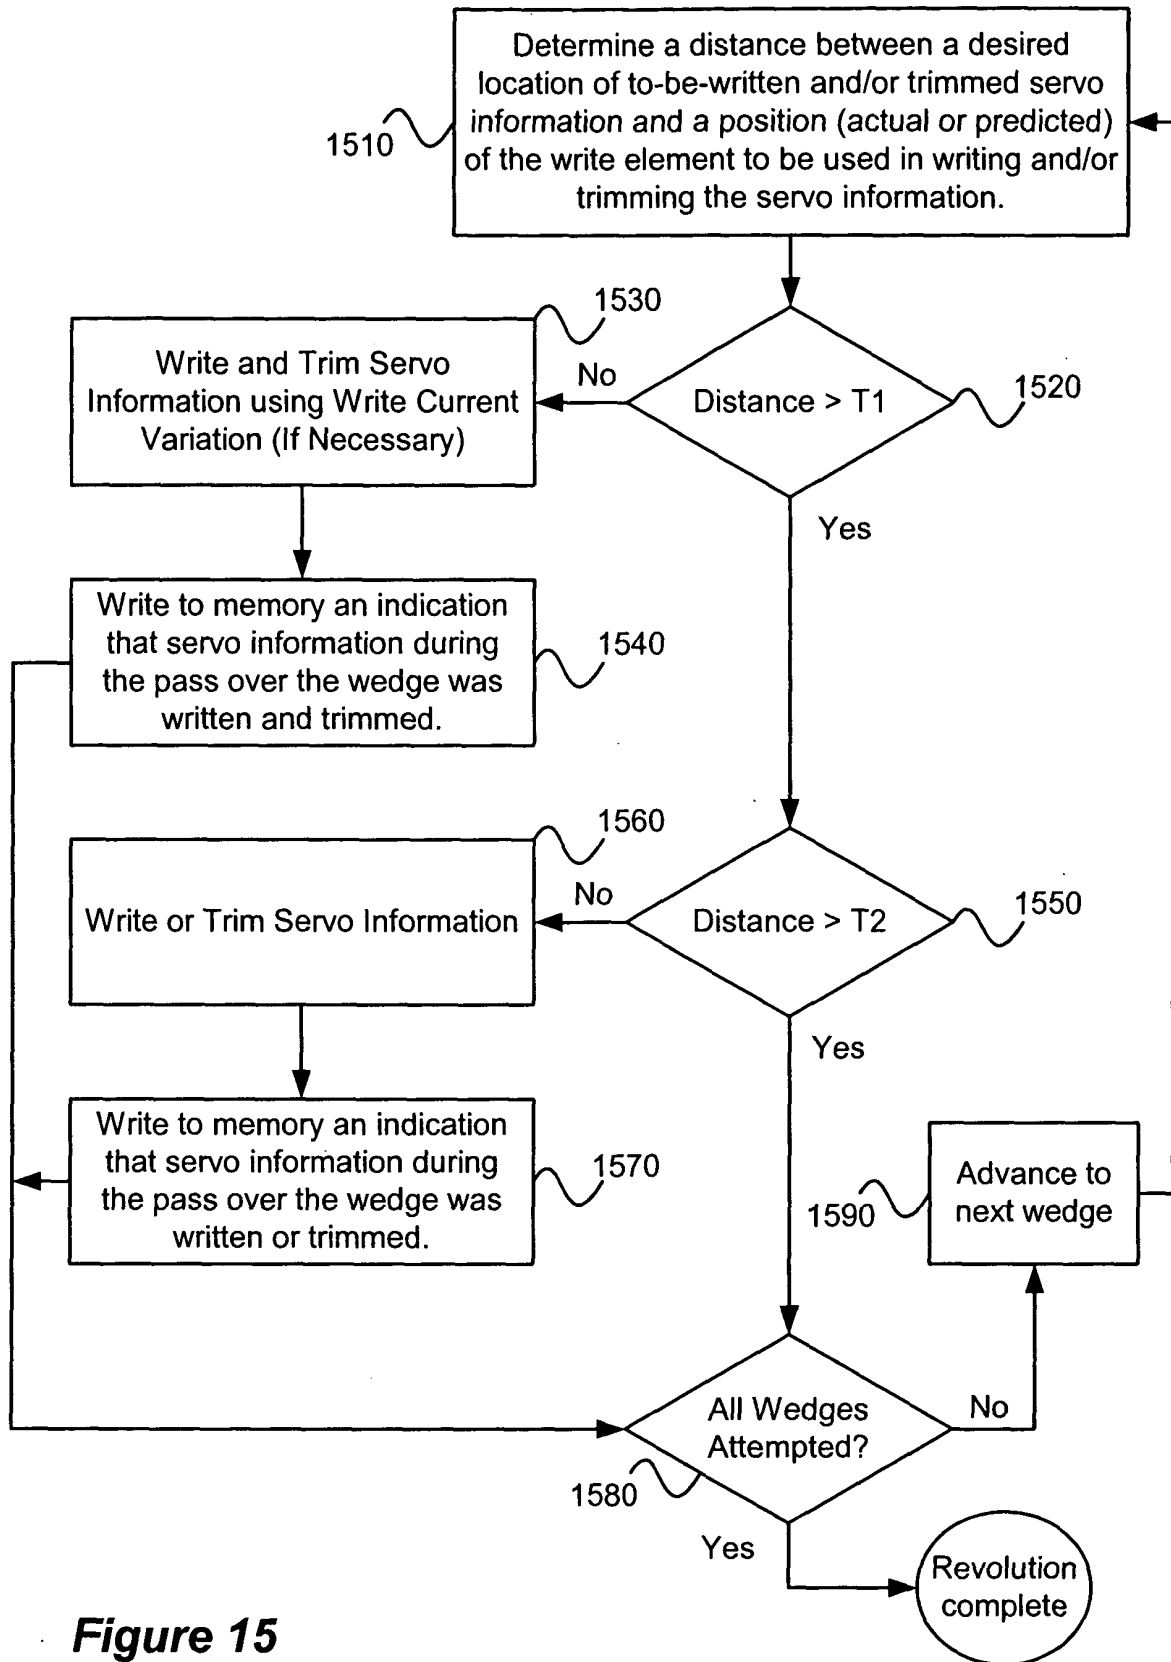 Determine a distance between a desired
location of to-be-written and/or trimmed servo
information and a position (actual or predicted)
of the write element to be used in writing and/or
trimming the servo information.
1510
1530
Write and Trim Servo
Information using Write Current
Variation (If Necessary)
No
Distance > T1
1520
Yes
Write to memory an indication
that servo information during
the pass over the wedge was
written and trimmed.
1540
1560
Write or Trim Servo Information
No
Distance > T2
1550
Yes
Write to memory an indication
that servo information during
the pass over the wedge was
written or trimmed.
1570
1590
Advance to
next wedge
All Wedges
Attempted?
No
1580
Yes
Revolution
complete
Figure 15